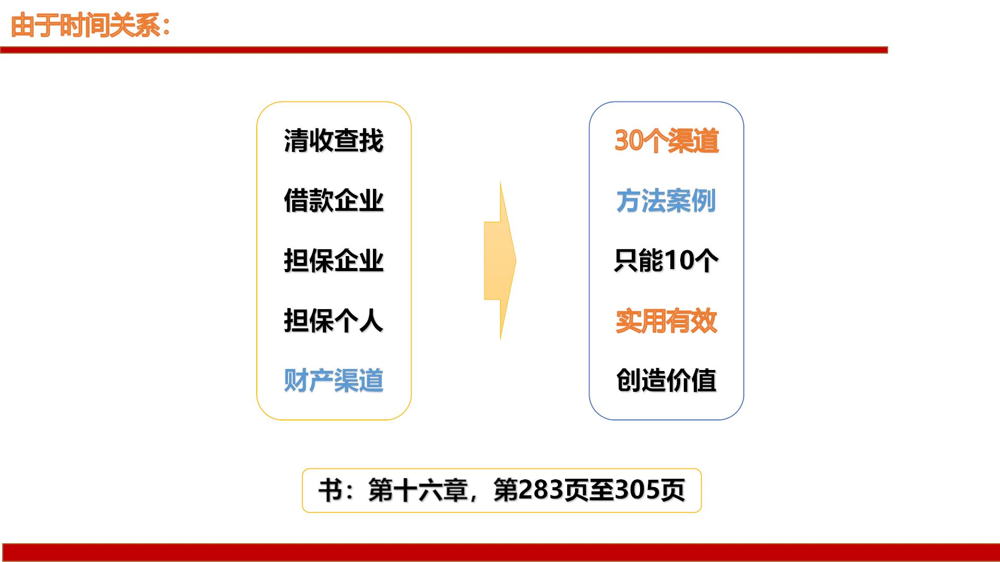 由于时间关系：
清收查找
借款企业
担保企业
担保个人
财产渠道
30个渠道
方法案例
只能10个
实用有效
创造价值
书：第十六章，第283页至305页